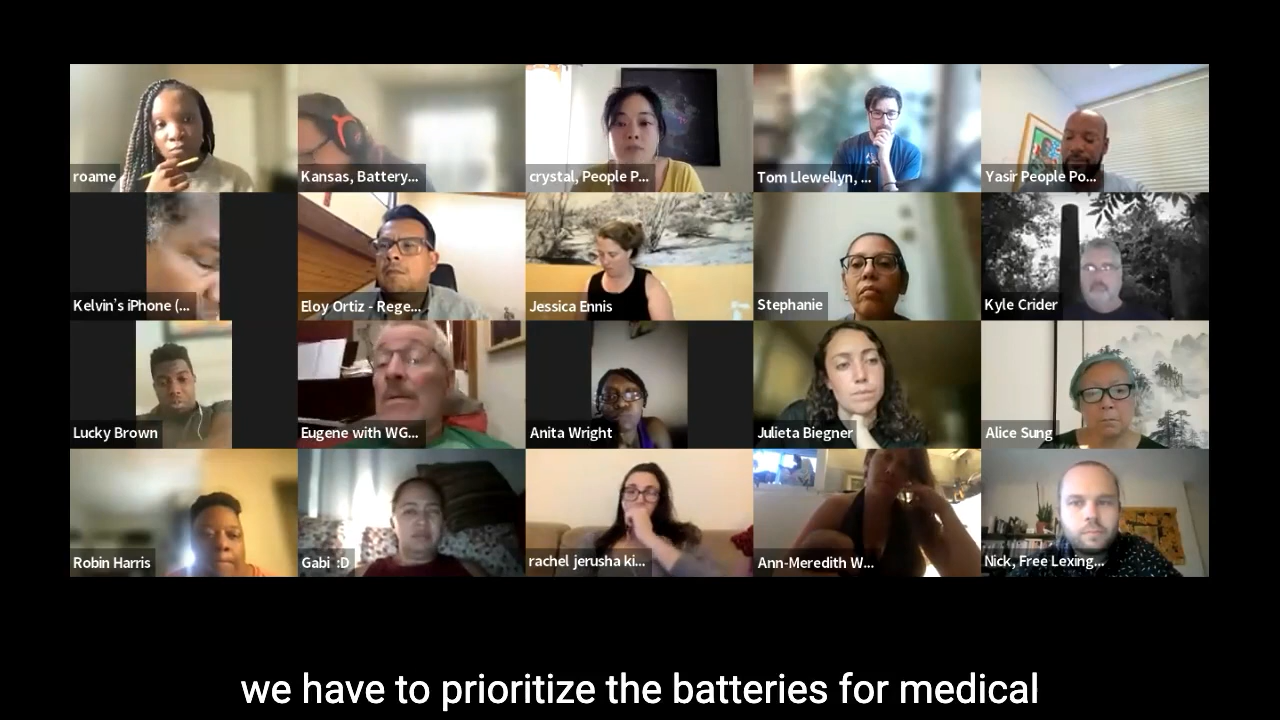 roame
Kansas, Battery...
crystal, People P...
Tom Llewellyn, ...
Yasir People Po...
Kelvin's iPhone (...
Eloy Ortiz - Rege...
Jessica Ennis
Stephanie
Kyle Crider
Lucky Brown
Eugene with WG...
Anita Wright
Julieta Biegner
Alice Sung
Robin Harris
Gabi :D
rachel jerusha ki...
Ann-Meredith W...
Nick, Free Lexing...
we have to prioritize the batteries for medical